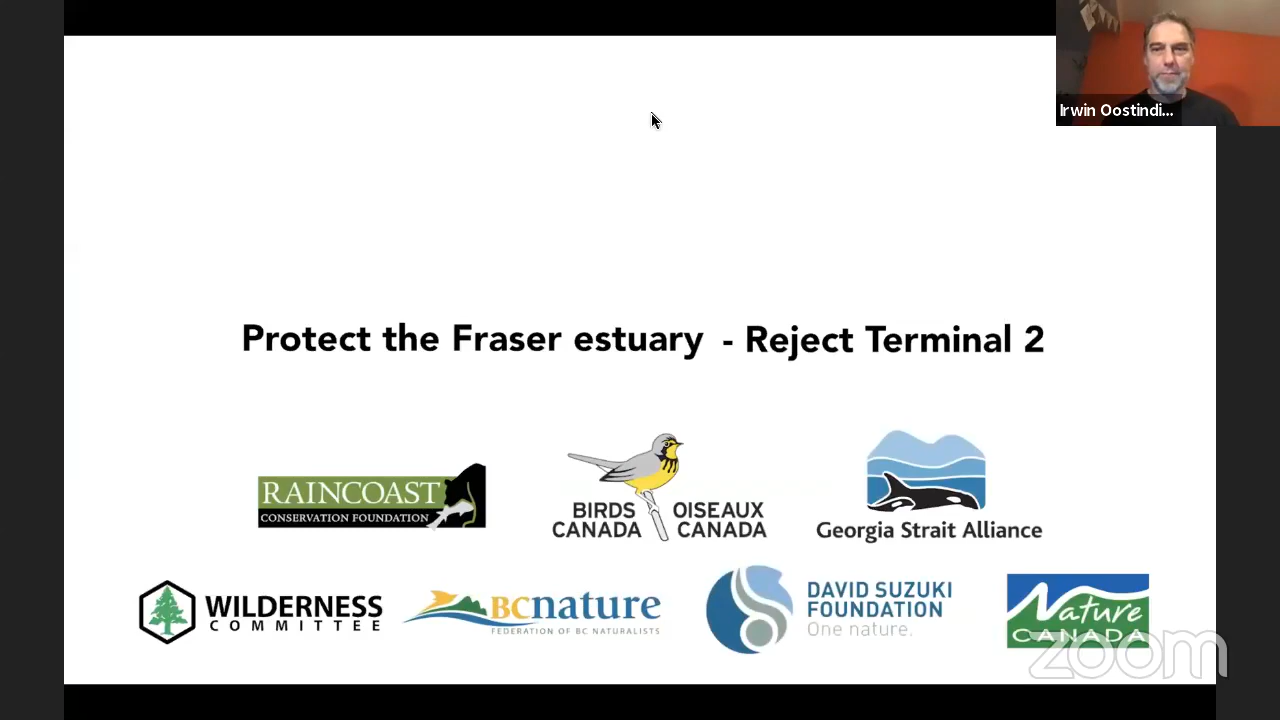 Irwin Oostindi...
Protect the Fraser estuary - Reject Terminal 2
RAINCOAST
CONSERVATION FOUNDATION
BIRDS OISEAUX
CANADA CANADA
Georgia Strait Alliance
WILDERNESS
COMMITTEE
BCnature
FEDERATION OF BC NATURALISTS
DAVID SUZUKI
FOUNDATION
One nature.
Nature
CANADA
zoom